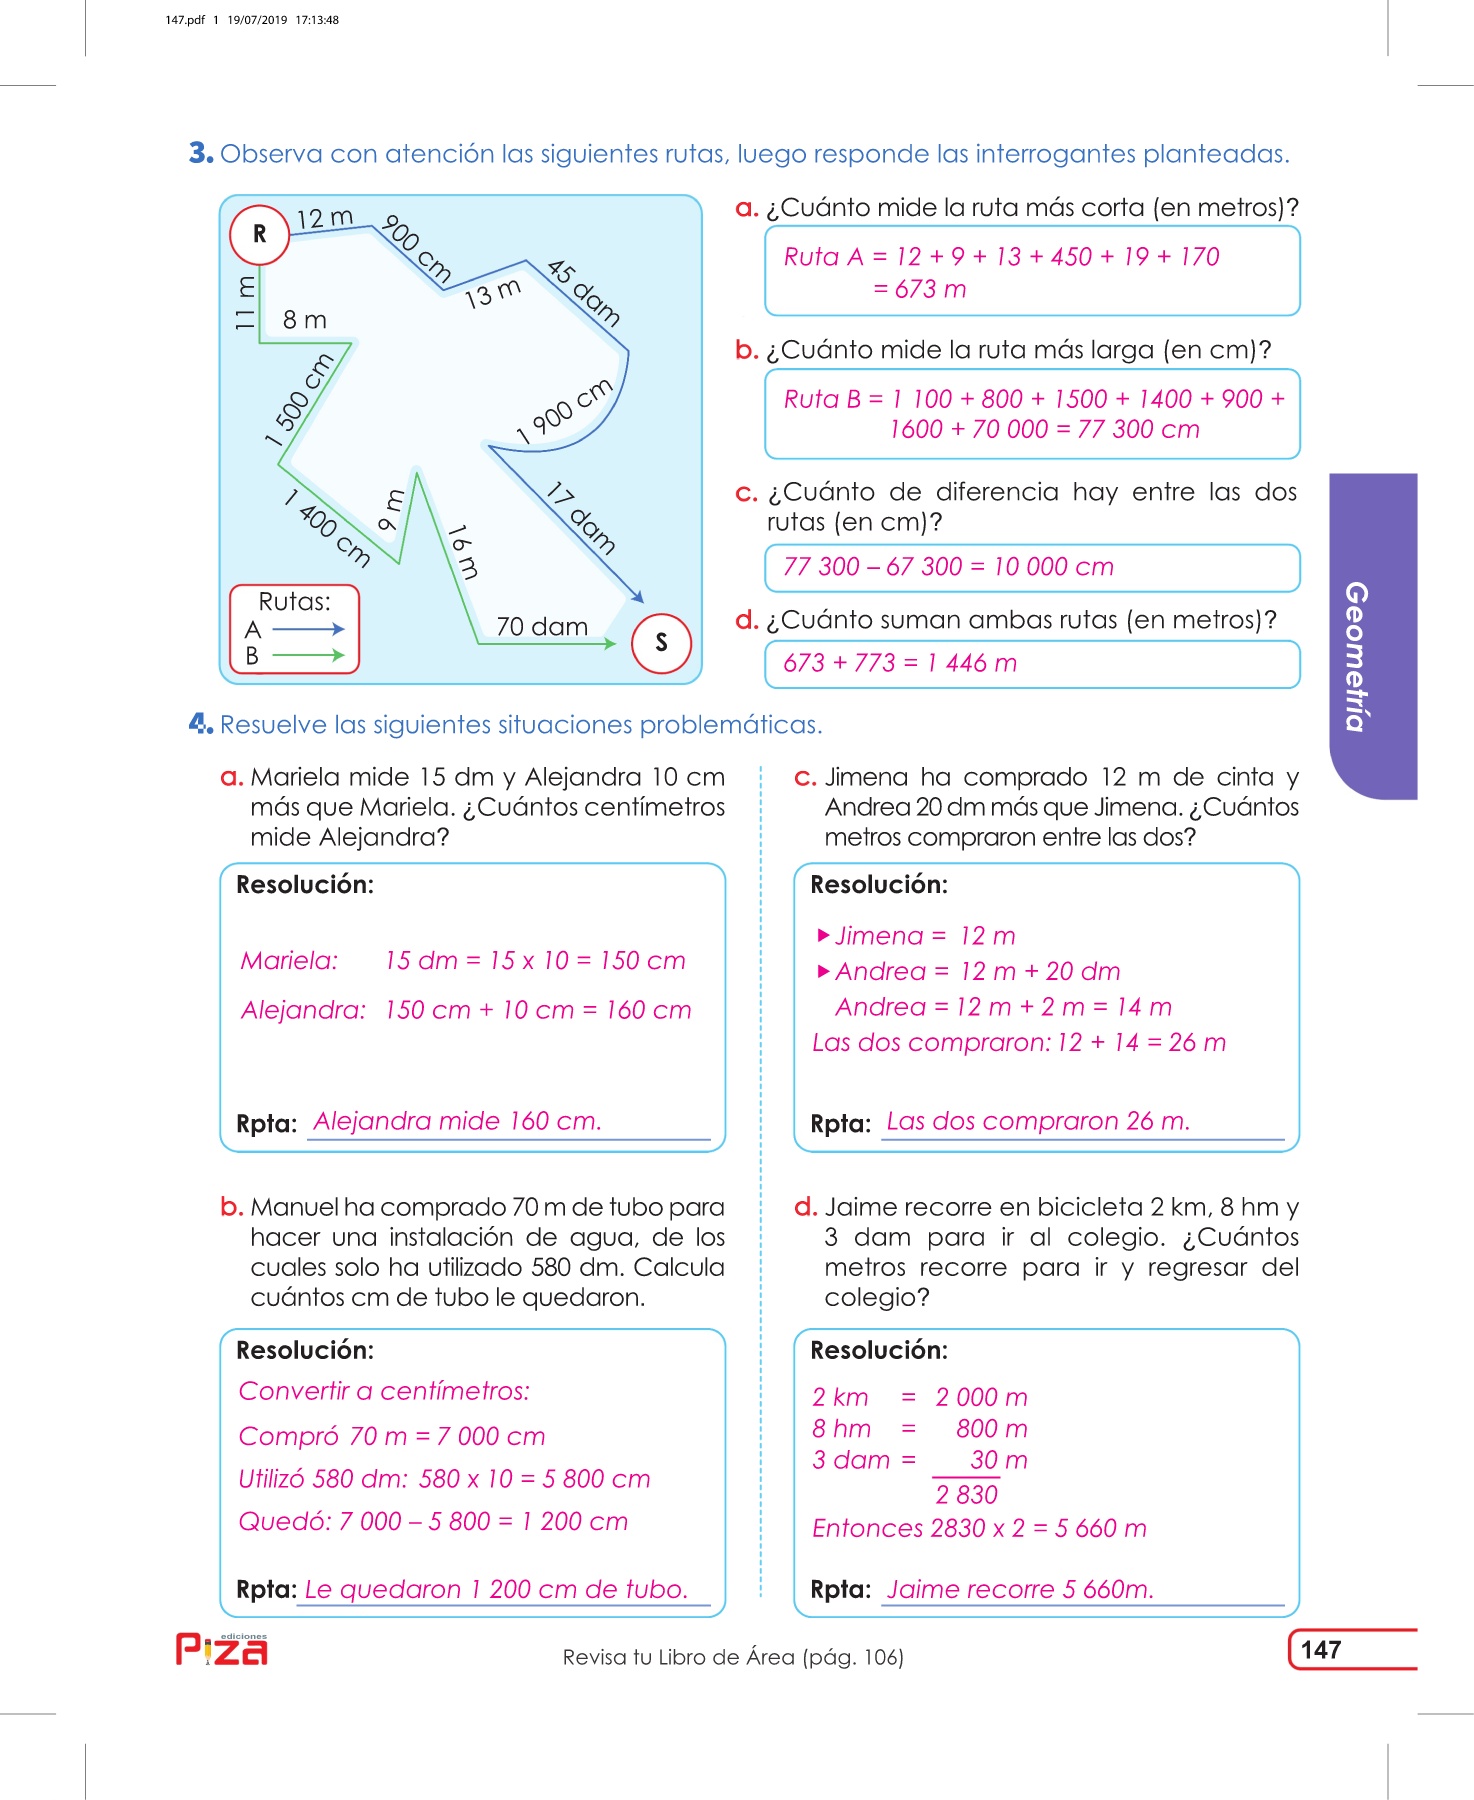 147.pdf 1 19/07/2019 17:13:48
3. Observa con atención las siguientes rutas, luego responde las interrogantes planteadas.
R
12 m
900 cm
13 m
45 dam
1 900 cm
17 dam
11 m
8 m
1 500 cm
1 400 cm
9 m
16 m
70 dam
S
Rutas:
A
B
a. ¿Cuánto mide la ruta más corta (en metros)?
Ruta A = 12 + 9 + 13 + 450 + 19 + 170
= 673 m
b. ¿Cuánto mide la ruta más larga (en cm)?
Ruta B = 1 100 + 800 + 1500 + 1400 + 900 +
1600 + 70 000 = 77 300 cm
c. ¿Cuánto de diferencia hay entre las dos
rutas (en cm)?
77 300 – 67 300 = 10 000 cm
d. ¿Cuánto suman ambas rutas (en metros)?
673 + 773 = 1 446 m
Geometría
4. Resuelve las siguientes situaciones problemáticas.
a. Mariela mide 15 dm y Alejandra 10 cm
más que Mariela. ¿Cuántos centímetros
mide Alejandra?
Resolución:
Mariela: 15 dm = 15 x 10 = 150 cm
Alejandra: 150 cm + 10 cm = 160 cm
Rpta: Alejandra mide 160 cm.
b. Manuel ha comprado 70 m de tubo para
hacer una instalación de agua, de los
cuales solo ha utilizado 580 dm. Calcula
cuántos cm de tubo le quedaron.
Resolución:
Convertir a centímetros:
Compró 70 m = 7 000 cm
Utilizó 580 dm: 580 x 10 = 5 800 cm
Quedó: 7 000 – 5 800 = 1 200 cm
Rpta: Le quedaron 1 200 cm de tubo.
c. Jimena ha comprado 12 m de cinta y
Andrea 20 dm más que Jimena. ¿Cuántos
metros compraron entre las dos?
Resolución:
Jimena = 12 m
Andrea = 12 m + 20 dm
Andrea = 12 m + 2 m = 14 m
Las dos compraron: 12 + 14 = 26 m
Rpta: Las dos compraron 26 m.
d. Jaime recorre en bicicleta 2 km, 8 hm y
3 dam para ir al colegio. ¿Cuántos
metros recorre para ir y regresar del
colegio?
Resolución:
2 km = 2 000 m
8 hm = 800 m
3 dam = 30 m
2 830
Entonces 2830 x 2 = 5 660 m
Rpta: Jaime recorre 5 660m.
ediciones
Piza
Revisa tu Libro de Área (pág. 106)
147